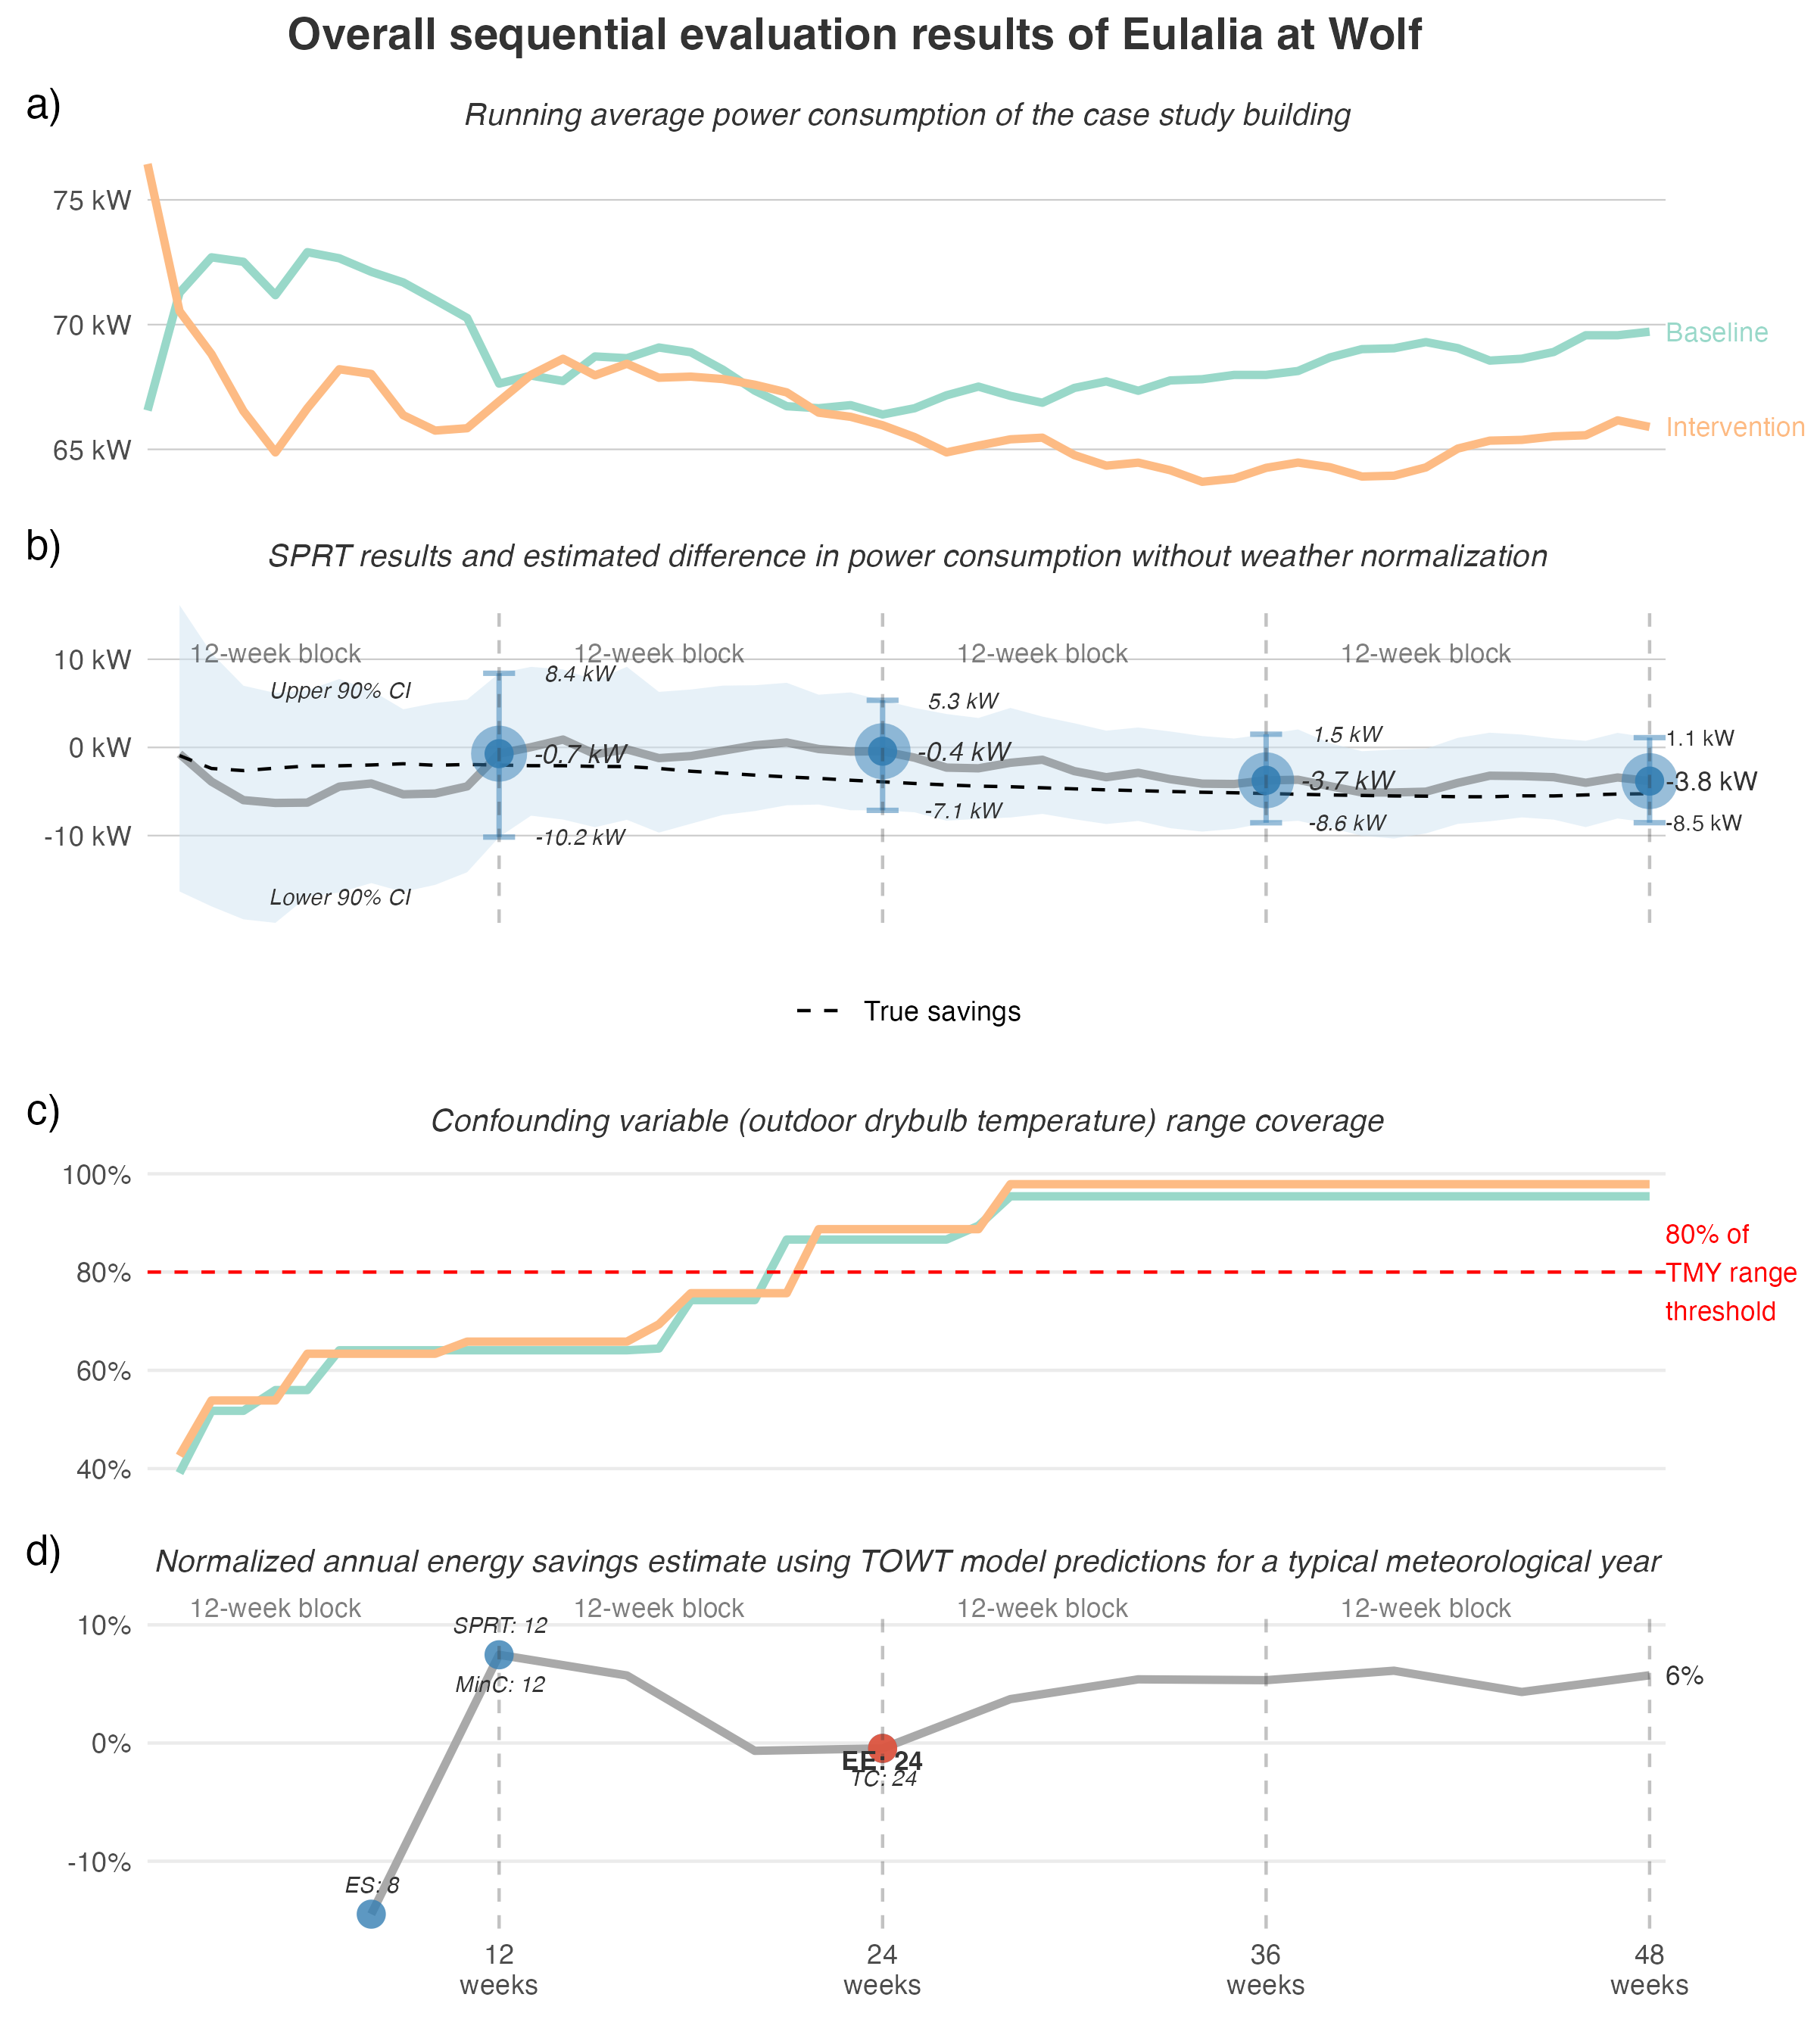 Overall sequential evaluation results of Eulalia at Wolf
a)
Running average power consumption of the case study building
75 kW
70 kW
65 kW
Baseline
Intervention
b)
SPRT results and estimated difference in power consumption without weather normalization
12-week block
12-week block
12-week block
12-week block
10 kW
0 kW
-10 kW
Upper 90% CI
Lower 90% CI
8.4 kW
-0.7 kW
-10.2 kW
5.3 kW
-0.4 kW
-7.1 kW
1.5 kW
-3.7 kW
-8.6 kW
1.1 kW
-3.8 kW
-8.5 kW
True savings
c)
Confounding variable (outdoor drybulb temperature) range coverage
100%
80%
60%
40%
80% of
TMY range
threshold
d)
Normalized annual energy savings estimate using TOWT model predictions for a typical meteorological year
12-week block
12-week block
12-week block
12-week block
10%
0%
-10%
SPRT: 12
MinC: 12
ES: 8
EE: 24
TC: 24
6%
12
weeks
24
weeks
36
weeks
48
weeks